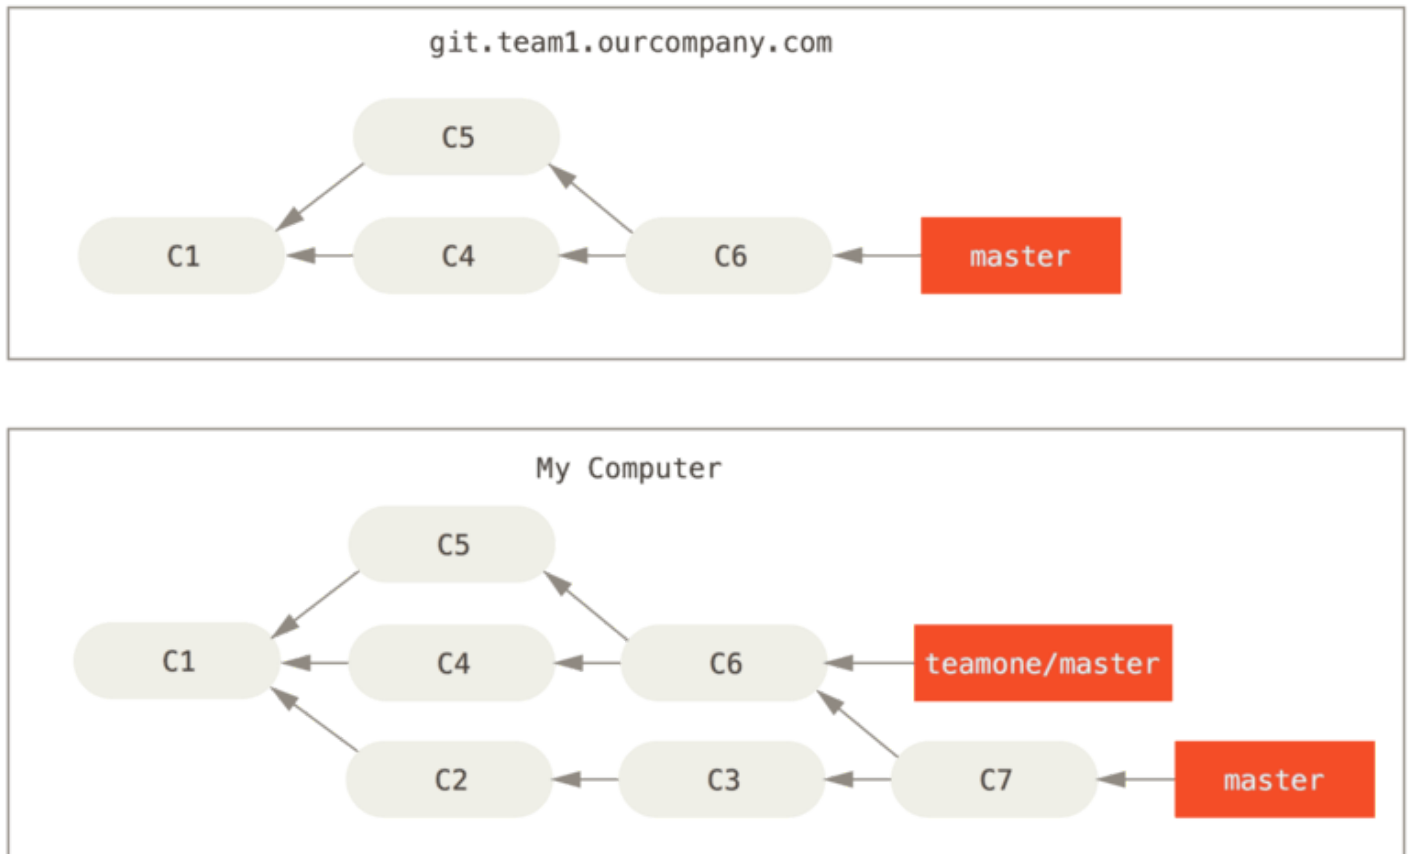 git.team1.ourcompany.com
C5
C1 C4 C6 master
My Computer
C5
C1 C4 C6 teamone/master
C2 C3 C7 master